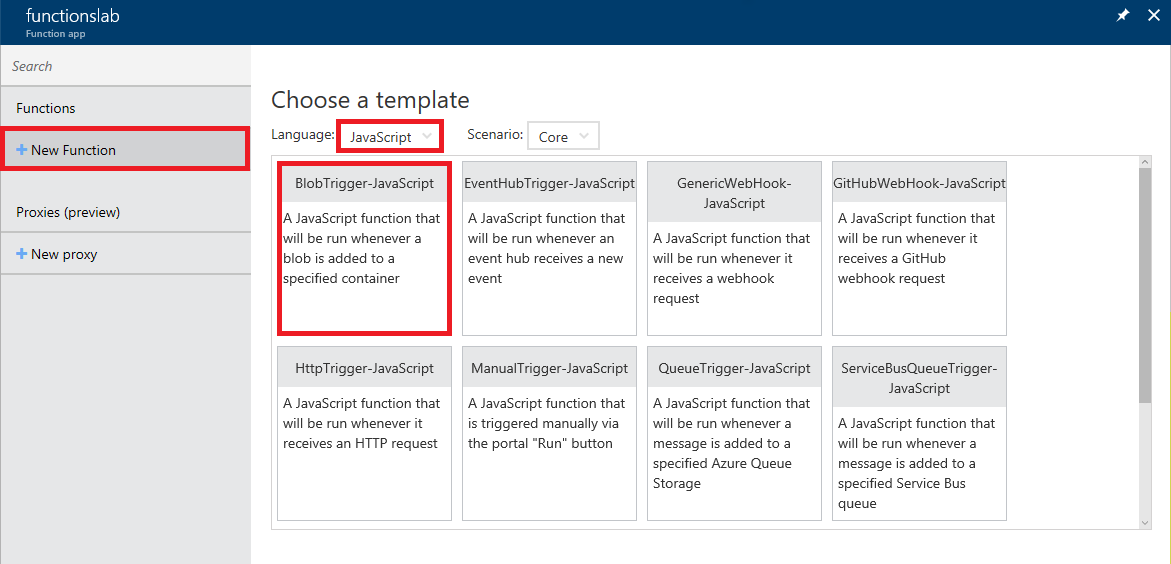 functionslab
Function app
Search
Functions
+ New Function
Proxies (preview)
+ New proxy
Choose a template
Language: JavaScript Scenario: Core
BlobTrigger-JavaScript
A JavaScript function that
will be run whenever a
blob is added to a
specified container
EventHubTrigger-JavaScript
A JavaScript function that
will be run whenever an
event hub receives a new
event
GenericWebHook-
JavaScript
A JavaScript function that
will be run whenever it
receives a webhook
request
GitHubWebHook-JavaScript
A JavaScript function that
will be run whenever it
receives a GitHub
webhook request
HttpTrigger-JavaScript
A JavaScript function that
will be run whenever it
receives an HTTP request
ManualTrigger-JavaScript
A JavaScript function that
is triggered manually via
the portal "Run" button
QueueTrigger-JavaScript
A JavaScript function that
will be run whenever a
message is added to a
specified Azure Queue
Storage
ServiceBusQueueTrigger-
JavaScript
A JavaScript function that
will be run whenever a
message is added to a
specified Service Bus
queue